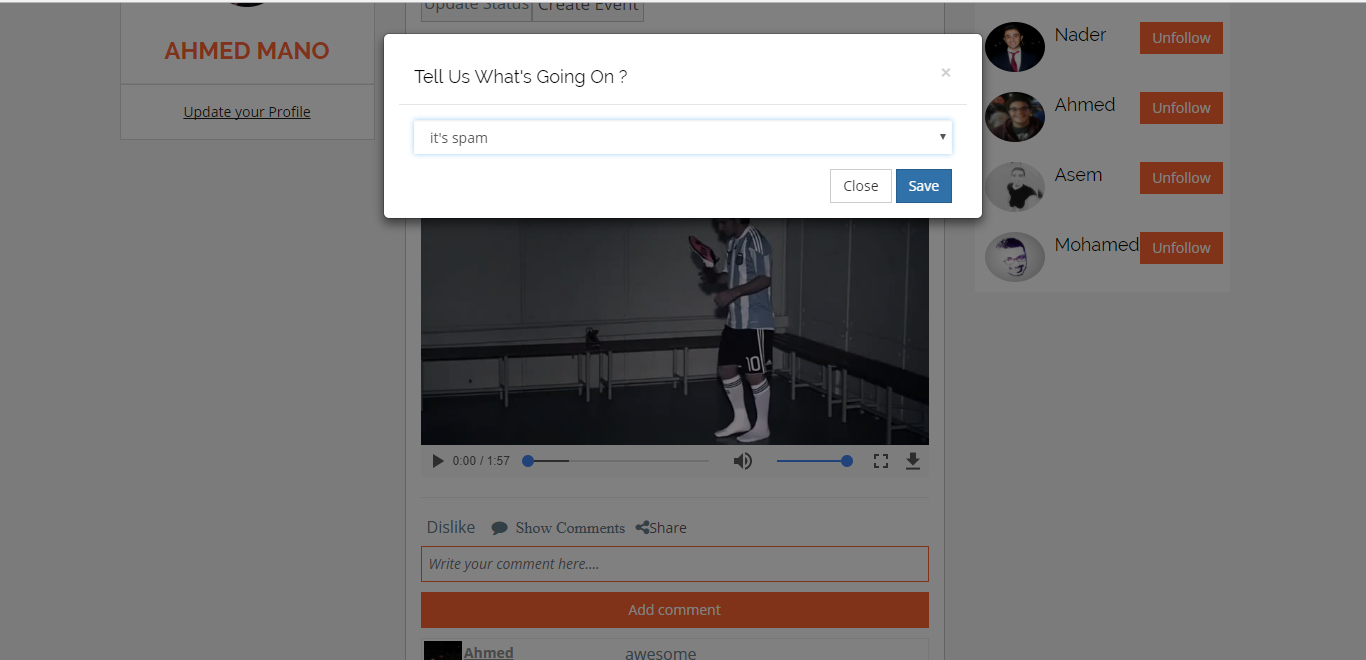 Update Status
Create Event
AHMED MANO
Update your Profile
Tell Us What's Going On ?
×
it's spam
Close
Save
10
0:00 / 1:57
Dislike
Show Comments
Share
Write your comment here....
Add comment
Ahmed
awesome
Nader
Unfollow
Ahmed
Unfollow
Asem
Unfollow
Mohamed
Unfollow